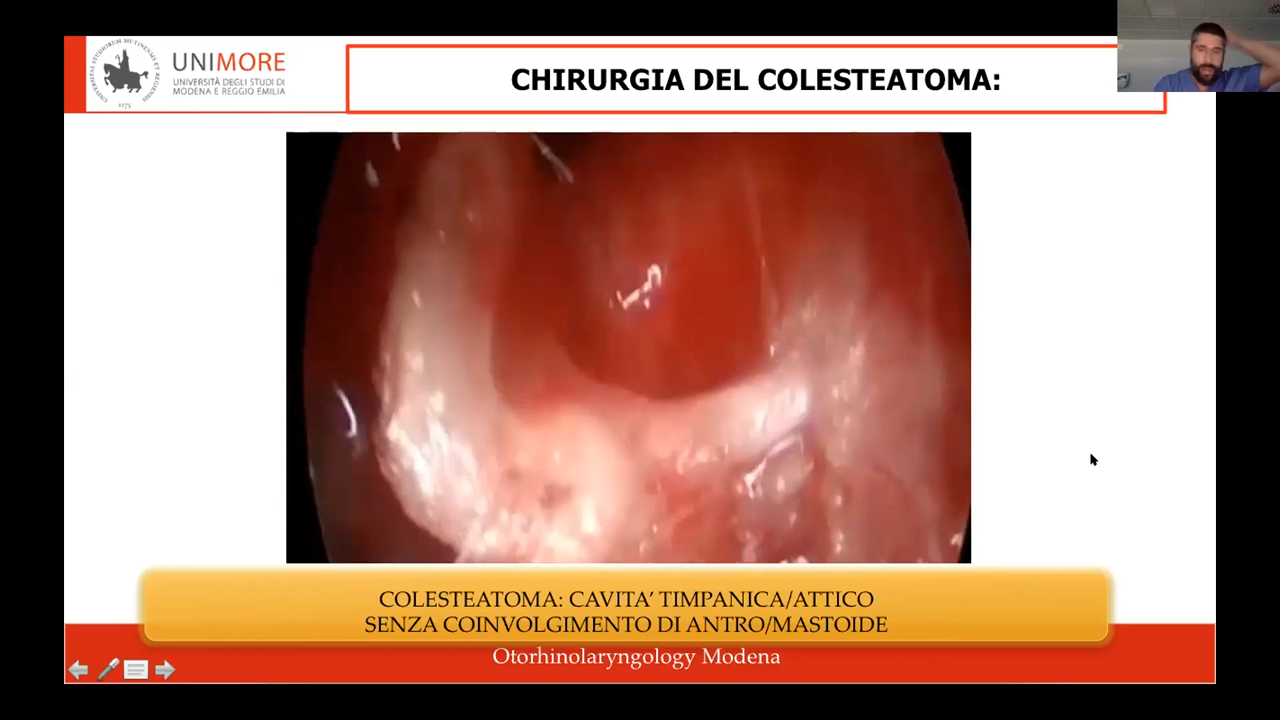 UNIMORE
UNIVERSITÀ DEGLI STUDI DI
MODENA E REGGIO EMILIA
1175
CHIRURGIA DEL COLESTEATOMA:
COLESTEATOMA: CAVITA’ TIMPANICA/ATTICO
SENZA COINVOLGIMENTO DI ANTRO/MASTOIDE
Otorhinolaryngology Modena